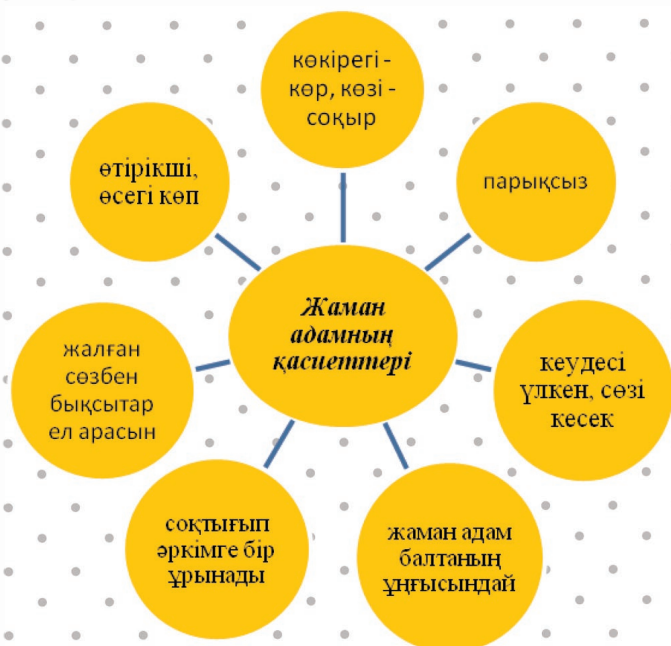 көкірегі -
көр, көзі -
соқыр
өтірікші,
өсегі көп
парықсыз
Жаман
адамның
қасиеттері
жалған
сөзбен
бықсытар
ел арасын
кеудесі
үлкен, сөзі
кесек
соқтығып
әркімге бір
ұрынады
жаман адам
балтаның
ұңғысындай